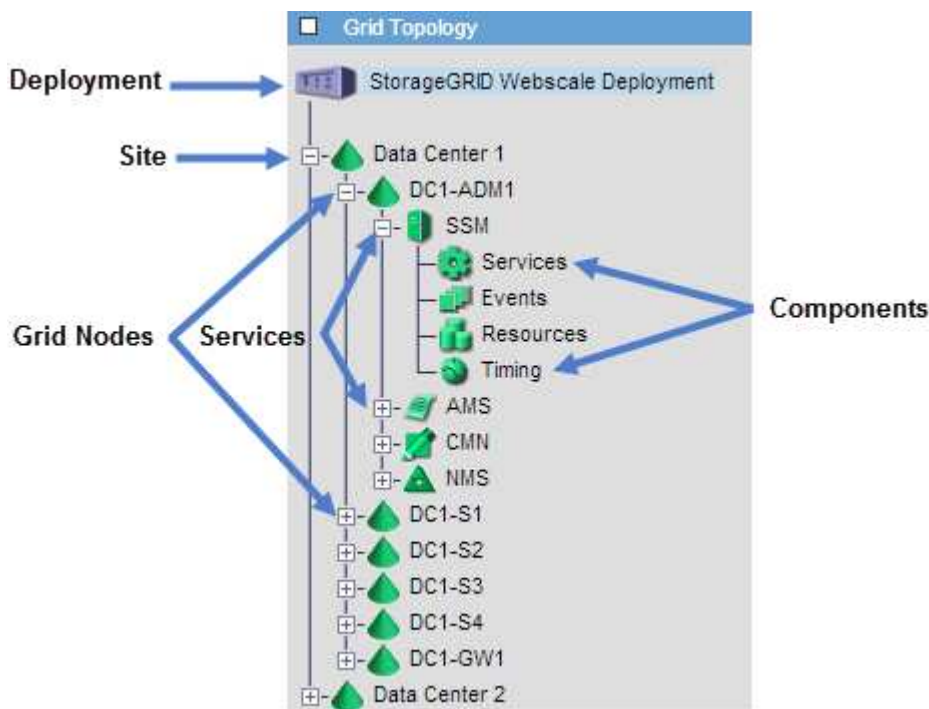 Grid Topology
Deployment
StorageGRID Webscale Deployment
Site
Data Center 1
DC1-ADM1
SSM
Services
Events
Components
Grid Nodes
Services
Resources
Timing
AMS
CMN
NMS
DC1-S1
DC1-S2
DC1-S3
DC1-S4
DC1-GW1
Data Center 2